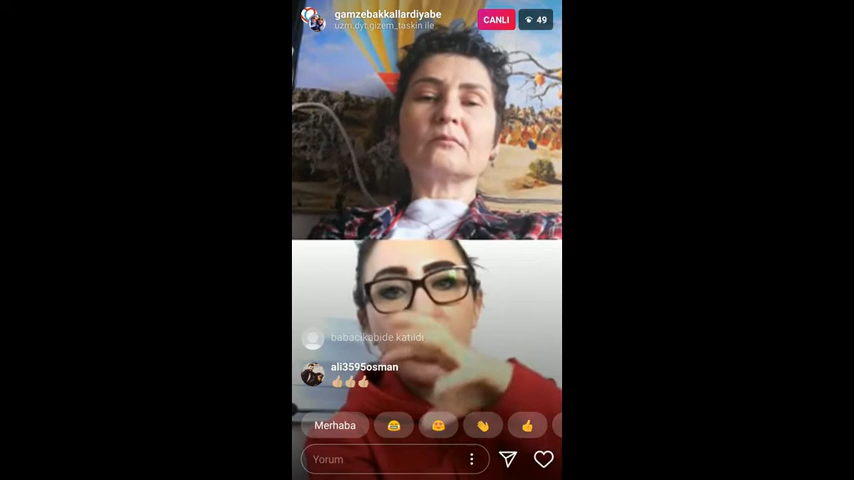 gamzebakkallardiyabe
uzm.dyt.gizem_taskin ile
CANLI
49
babacikabide katıldı
ali3595osman
Merhaba
Yorum